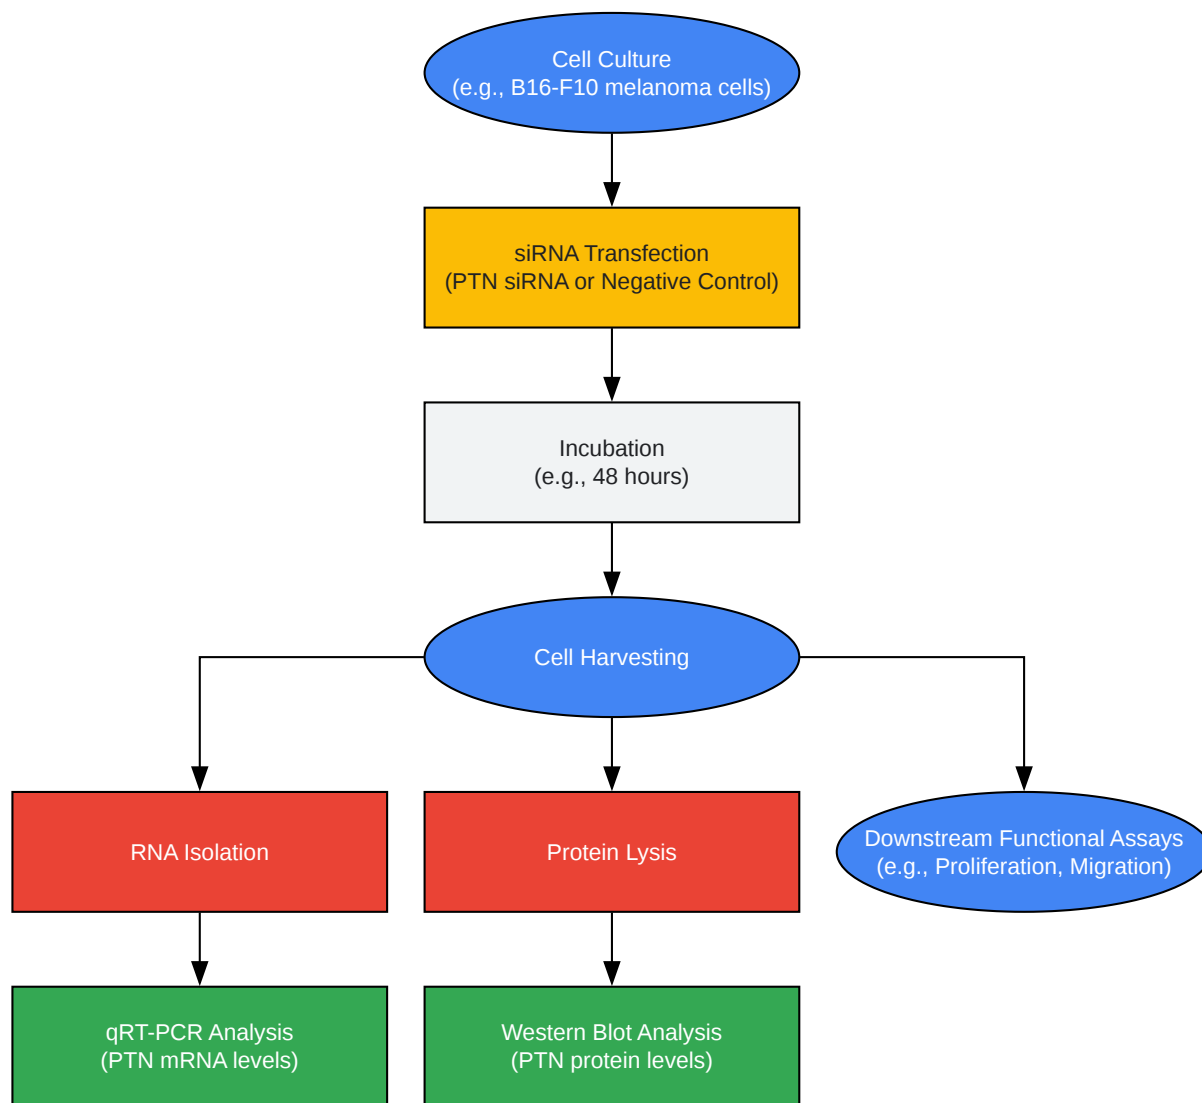 Cell Culture
(e.g., B16-F10 melanoma cells)
siRNA Transfection
(PTN siRNA or Negative Control)
Incubation
(e.g., 48 hours)
Cell Harvesting
RNA Isolation
Protein Lysis
Downstream Functional Assays
(e.g., Proliferation, Migration)
qRT-PCR Analysis
(PTN mRNA levels)
Western Blot Analysis
(PTN protein levels)